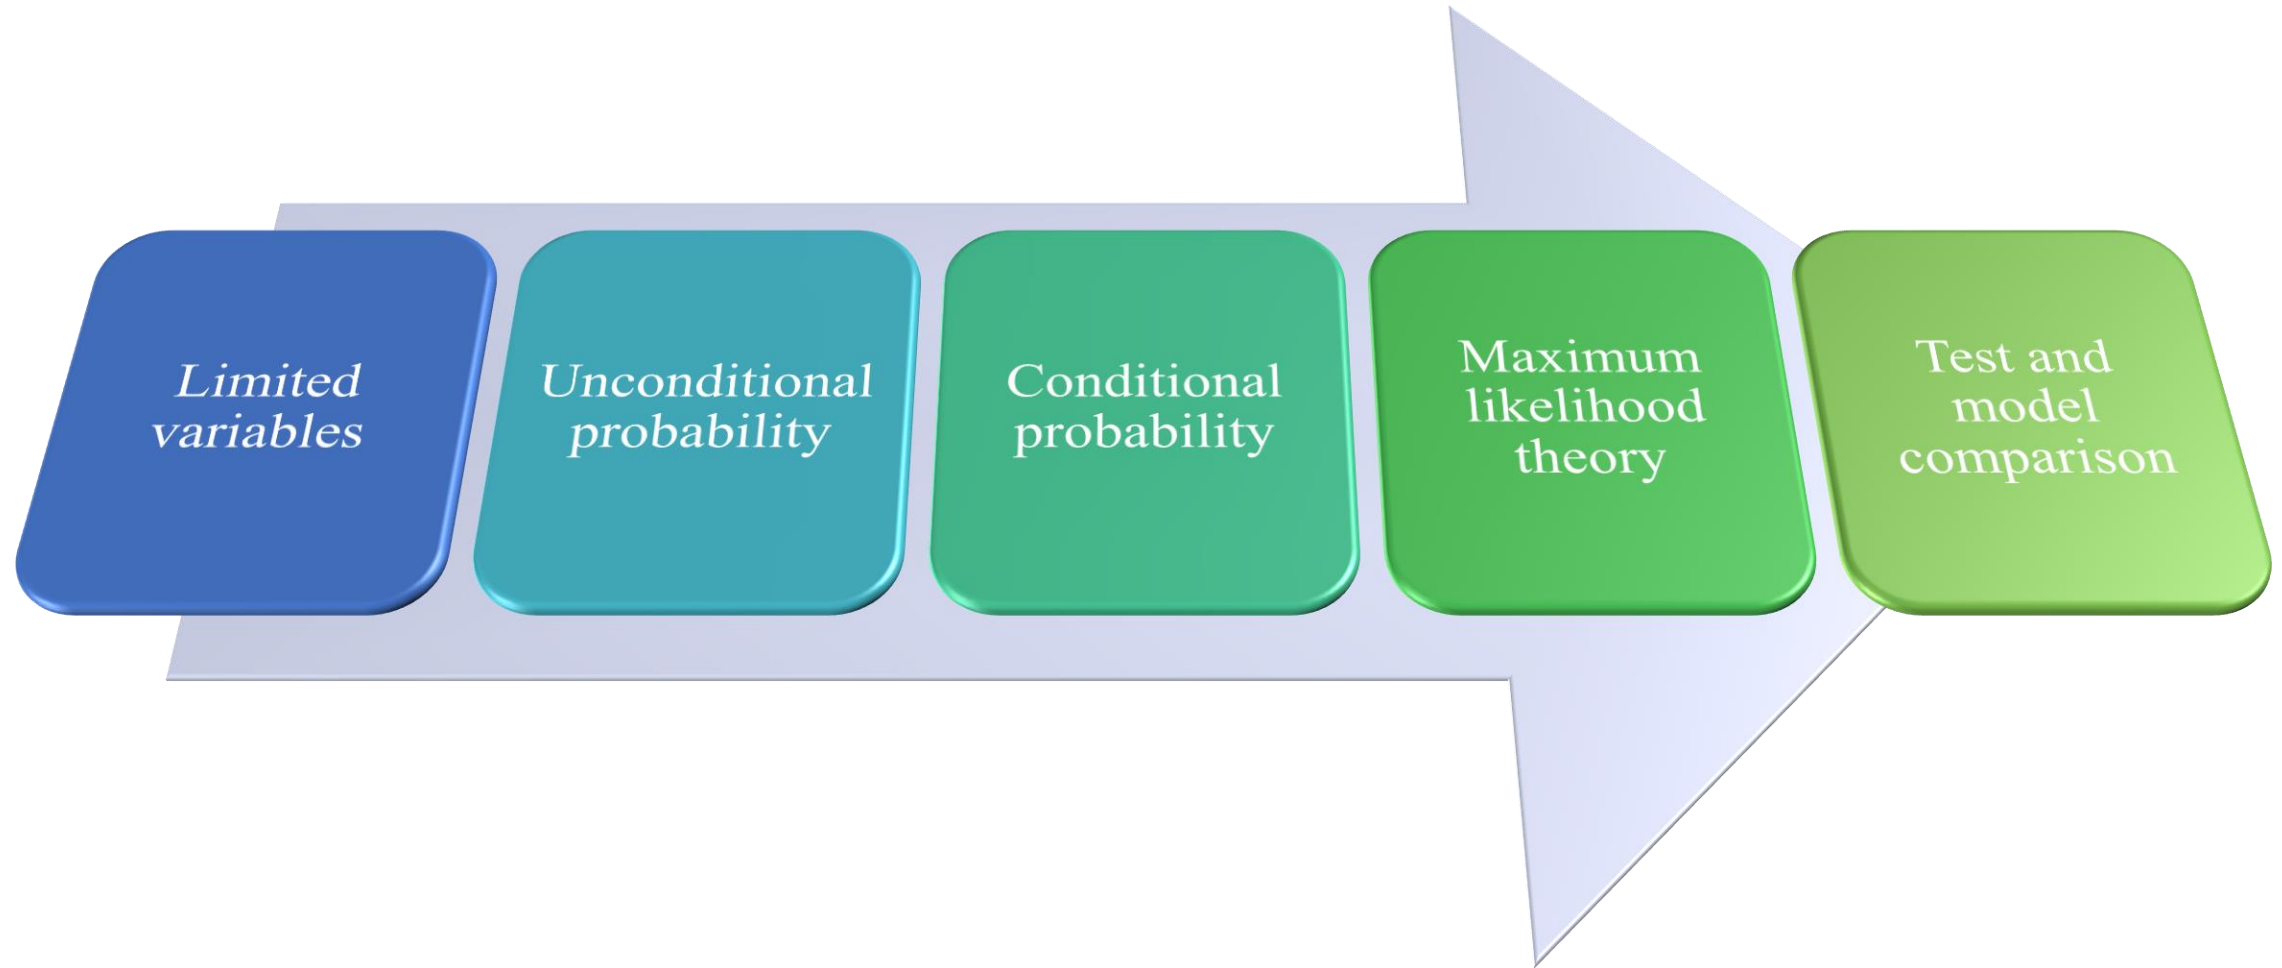 Limited
variables
Unconditional
probability
Conditional
probability
Maximum
likelihood
theory
Test and
model
comparison